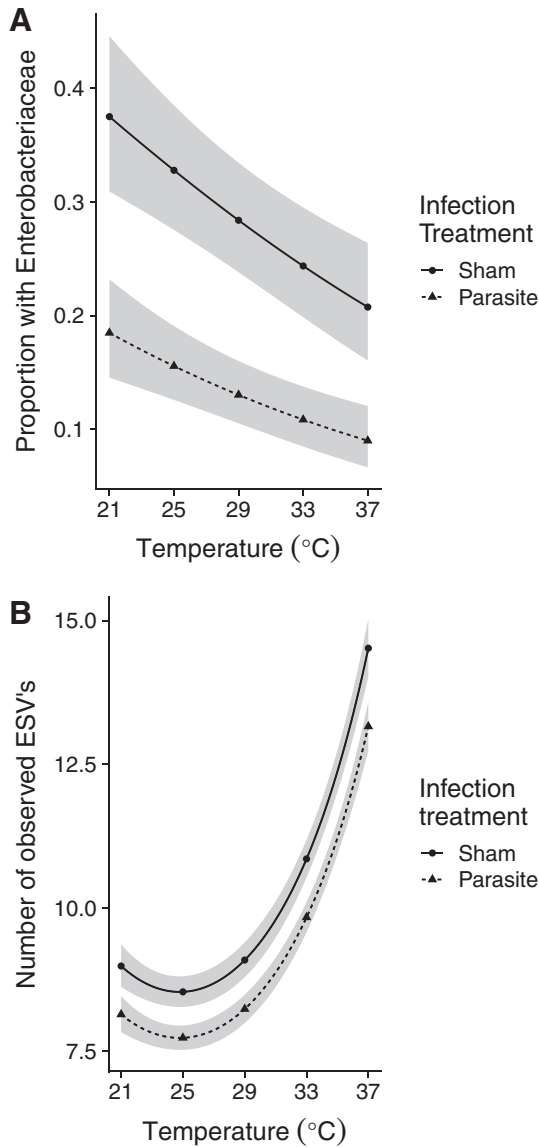 A
Proportion with Enterobacteriaceae
0.4
0.3
0.2
0.1
21 25 29 33 37
Temperature (°C)
Infection
Treatment
Sham
Parasite
B
Number of observed ESV's
15.0
12.5
10.0
7.5
21 25 29 33 37
Temperature (°C)
Infection
treatment
Sham
Parasite